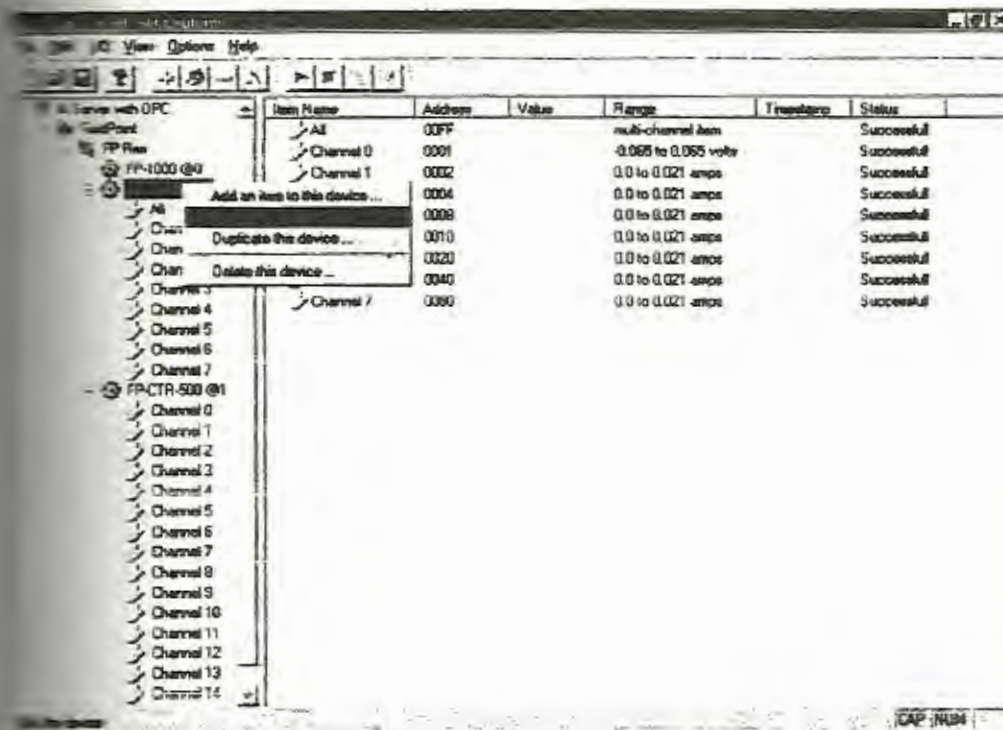 View Options Help
Server with OPC
FP Res
FP-1000 @0
All
Chan
Chan
Chan
Channel 3
Channel 4
Channel 5
Channel 6
Channel 7
FP-CTR-500 @1
Channel 0
Channel 1
Channel 2
Channel 3
Channel 4
Channel 5
Channel 6
Channel 7
Channel 8
Channel 9
Channel 10
Channel 11
Channel 12
Channel 13
Channel 14
Add an item to this device ...
Duplicate this device ...
Delete this device ...
Item Name Address Value Range Timestamp Status
All 00FF multi-channel item Successful!
Channel 0 0001 -0.065 to 0.065 volts Successful!
Channel 1 0002 0.0 to 0.021 amps Successful!
0004 0.0 to 0.021 amps Successful!
0008 0.0 to 0.021 amps Successful!
0010 0.0 to 0.021 amps Successful!
0020 0.0 to 0.021 amps Successful!
0040 0.0 to 0.021 amps Successful!
Channel 7 0080 0.0 to 0.021 amps Successful!
CAP NUM